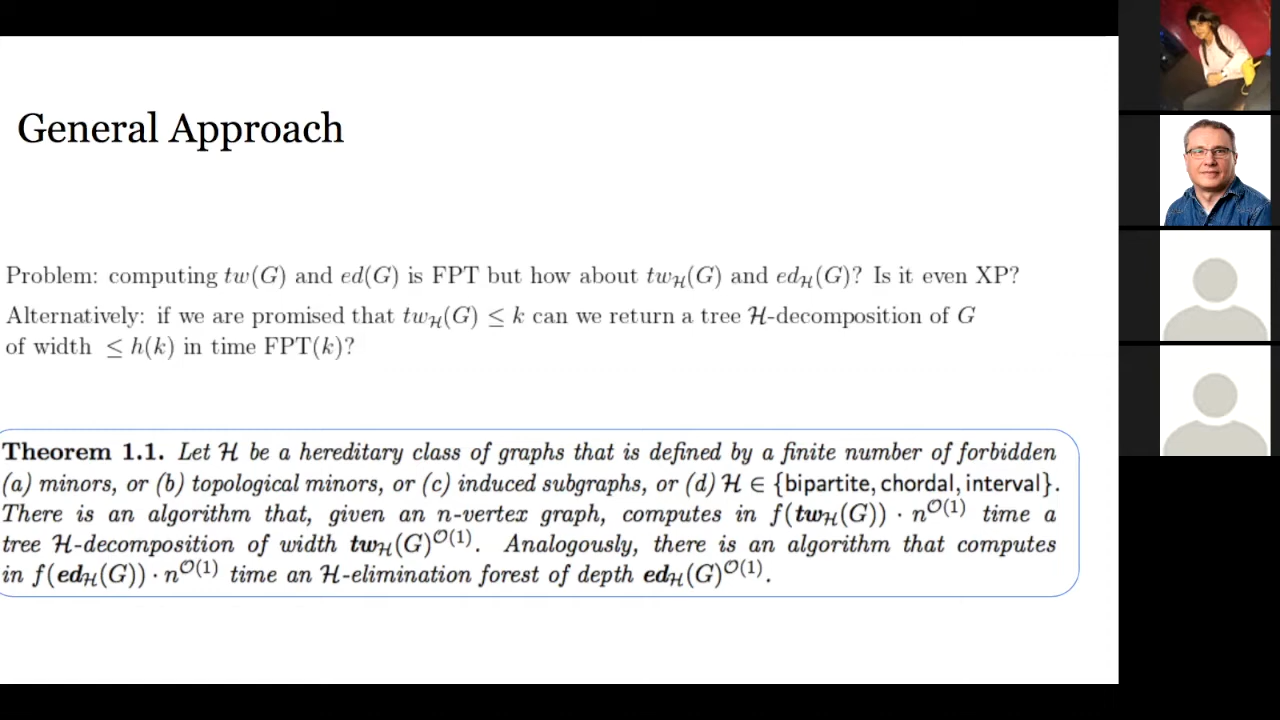 General Approach
Problem: computing tw(G) and ed(G) is FPT but how about tw_ℋ(G) and ed_ℋ(G)? Is it even XP?
Alternatively: if we are promised that tw_ℋ(G) ≤ k can we return a tree ℋ-decomposition of G
of width ≤ h(k) in time FPT(k)?
Theorem 1.1. Let ℋ be a hereditary class of graphs that is defined by a finite number of forbidden
(a) minors, or (b) topological minors, or (c) induced subgraphs, or (d) ℋ ∈ {bipartite, chordal, interval}.
There is an algorithm that, given an n-vertex graph, computes in f(tw_ℋ(G)) · n^𝒪(1) time a
tree ℋ-decomposition of width tw_ℋ(G)^𝒪(1). Analogously, there is an algorithm that computes
in f(ed_ℋ(G)) · n^𝒪(1) time an ℋ-elimination forest of depth ed_ℋ(G)^𝒪(1).